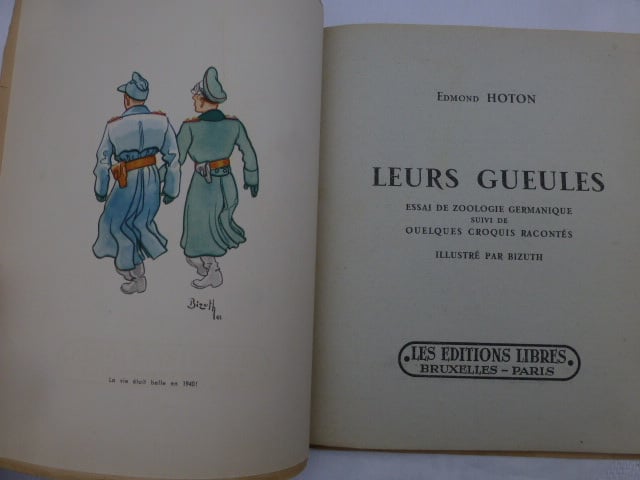 Bizuth
41
La vie était belle en 1940!
Edmond HOTON
LEURS GUEULES
ESSAI DE ZOOLOGIE GERMANIQUE
SUIVI DE
QUELQUES CROQUIS RACONTÉS
ILLUSTRÉ PAR BIZUTH
LES EDITIONS LIBRES
BRUXELLES – PARIS